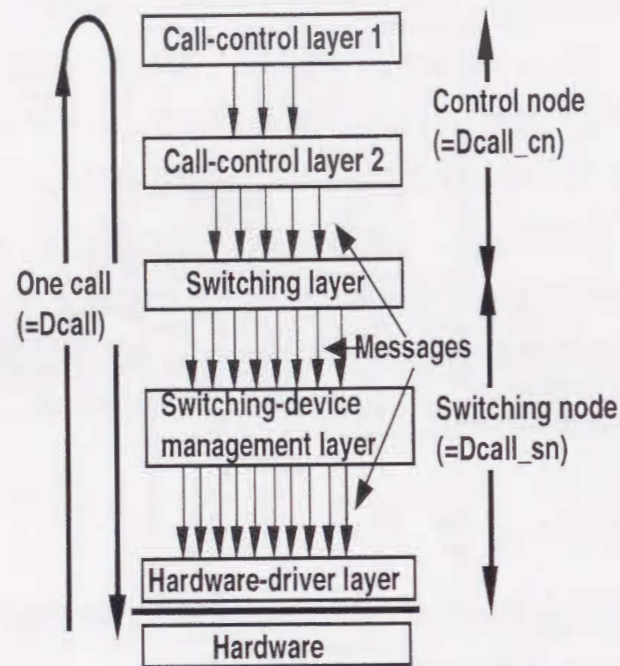 Call-control layer 1
Control node
(=Dcall_cn)
Call-control layer 2
One call
(=Dcall)
Switching layer
Messages
Switching-device
management layer
Switching node
(=Dcall_sn)
Hardware-driver layer
Hardware